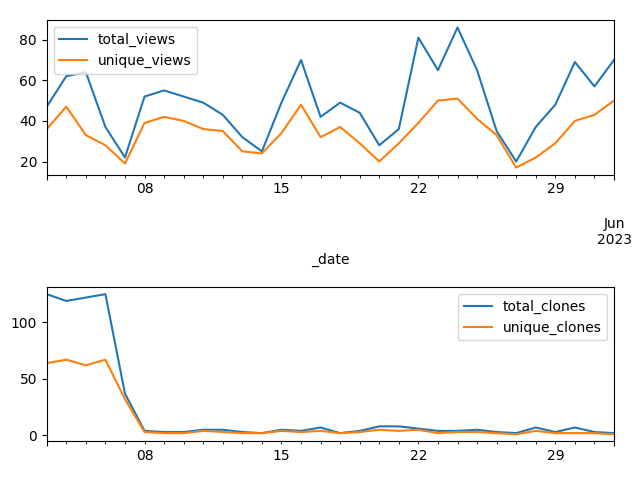 total_views
unique_views
80
60
40
20
08 15 22 29
Jun
2023
_date
total_clones
unique_clones
100
50
0
08 15 22 29